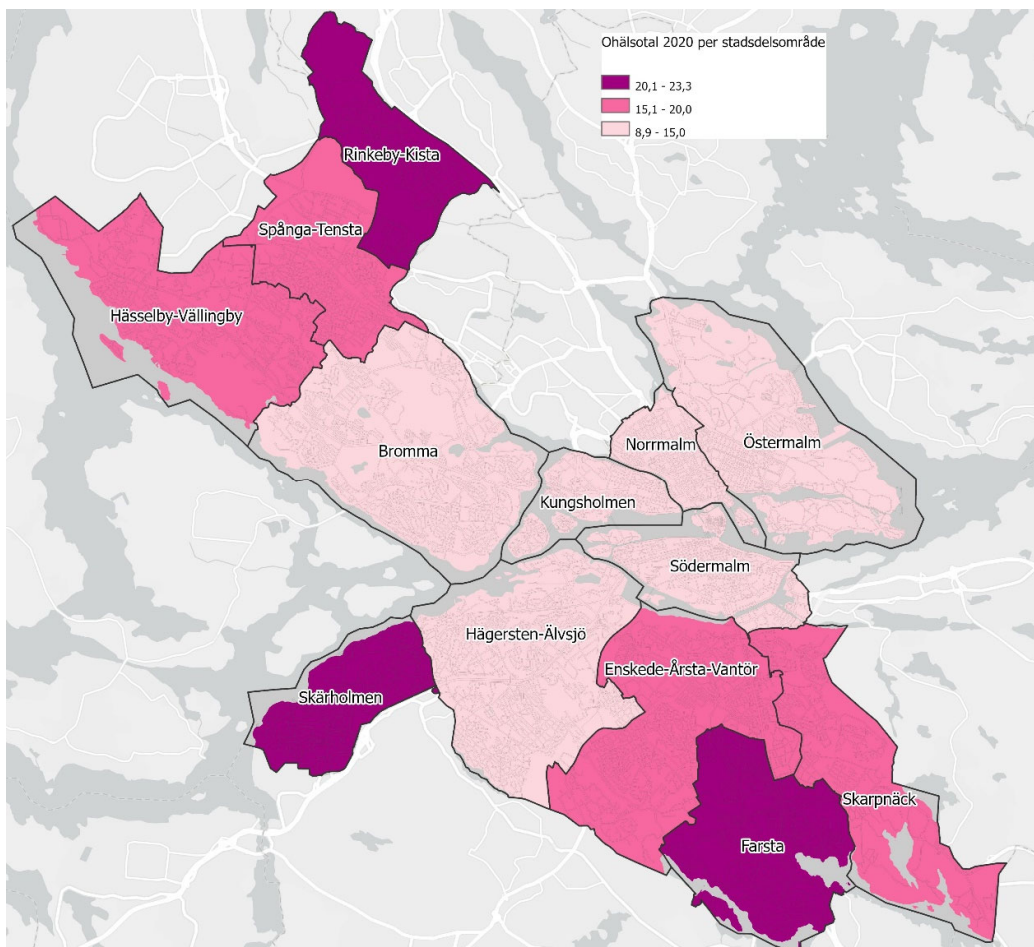 Ohälsotal 2020 per stadsdelsområde
20,1 - 23,3
15,1 - 20,0
8,9 - 15,0
Rinkeby-Kista
Spånga-Tensta
Hässelby-Vällingby
Bromma
Norrmalm
Östermalm
Kungsholmen
Södermalm
Hägersten-Älvsjö
Enskede-Årsta-Vantör
Skärholmen
Skarpnäck
Farsta